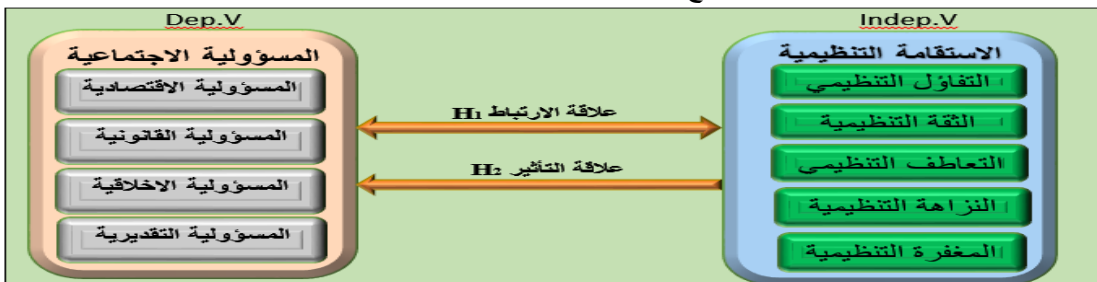 Indep.V
الاستقامة التنظيمية
التفاؤل التنظيمي
الثقة التنظيمية
التعاطف التنظيمي
النزاهة التنظيمية
المغفرة التنظيمية
علاقة الارتباط H1
علاقة التأثير H2
Dep.V
المسؤولية الاجتماعية
المسؤولية الاقتصادية
المسؤولية القانونية
المسؤولية الاخلاقية
المسؤولية التقديرية